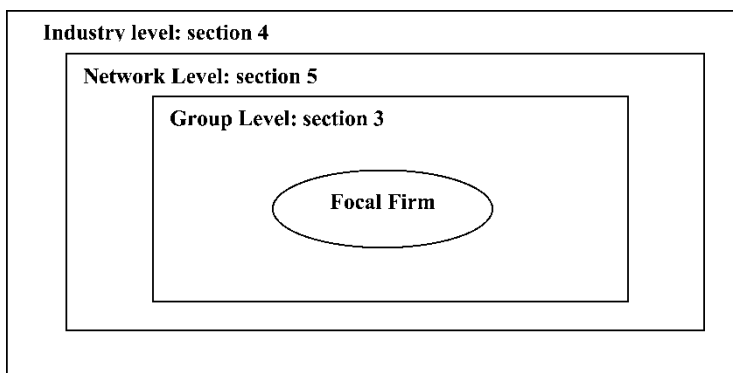 Industry level: section 4
Network Level: section 5
Group Level: section 3
Focal Firm